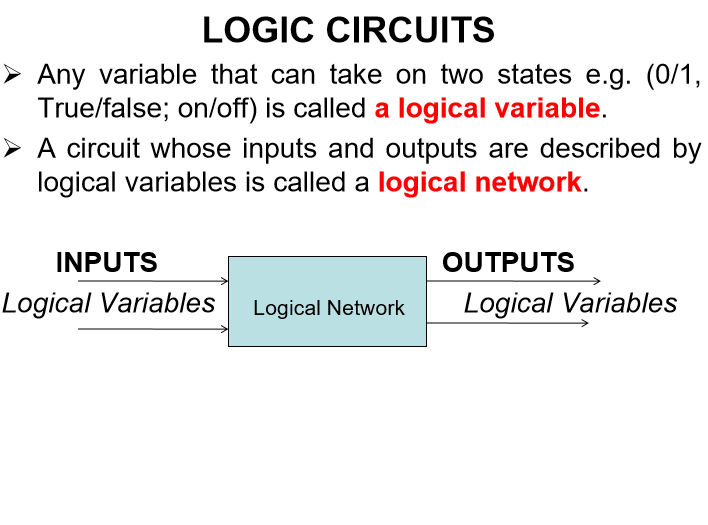 LOGIC CIRCUITS
➢ Any variable that can take on two states e.g. (0/1,
True/false; on/off) is called a logical variable.
➢ A circuit whose inputs and outputs are described by
logical variables is called a logical network.
INPUTS
OUTPUTS
Logical Variables
Logical Network
Logical Variables